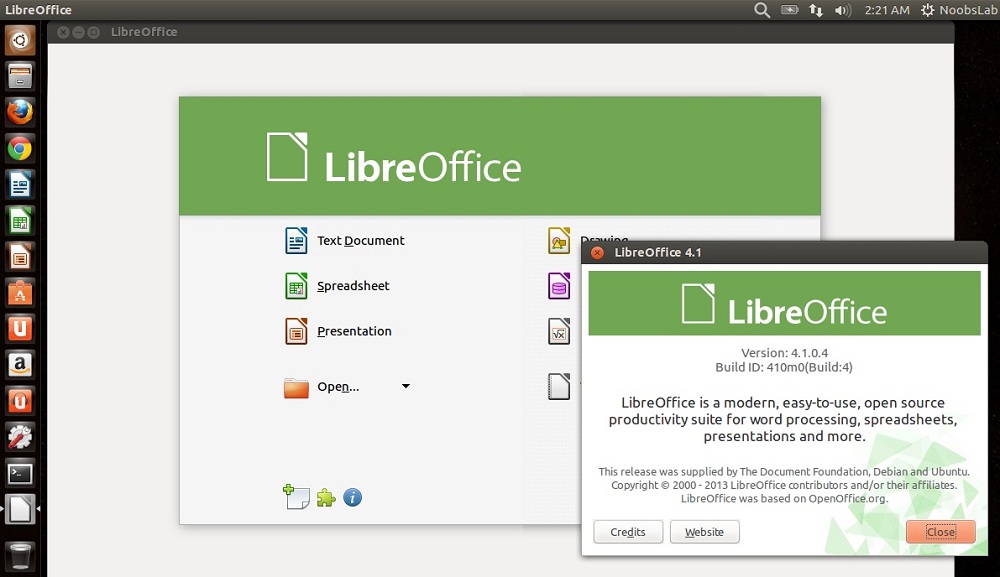 LibreOffice
2:21 AM
NoobsLab
LibreOffice
LibreOffice
Text Document
Drawing
Spreadsheet
Presentation
Open...
LibreOffice 4.1
LibreOffice
Version: 4.1.0.4
Build ID: 410m0(Build:4)
LibreOffice is a modern, easy-to-use, open source
productivity suite for word processing, spreadsheets,
presentations and more.
This release was supplied by The Document Foundation, Debian and Ubuntu.
Copyright © 2000 - 2013 LibreOffice contributors and/or their affiliates.
LibreOffice was based on OpenOffice.org.
Credits
Website
Close